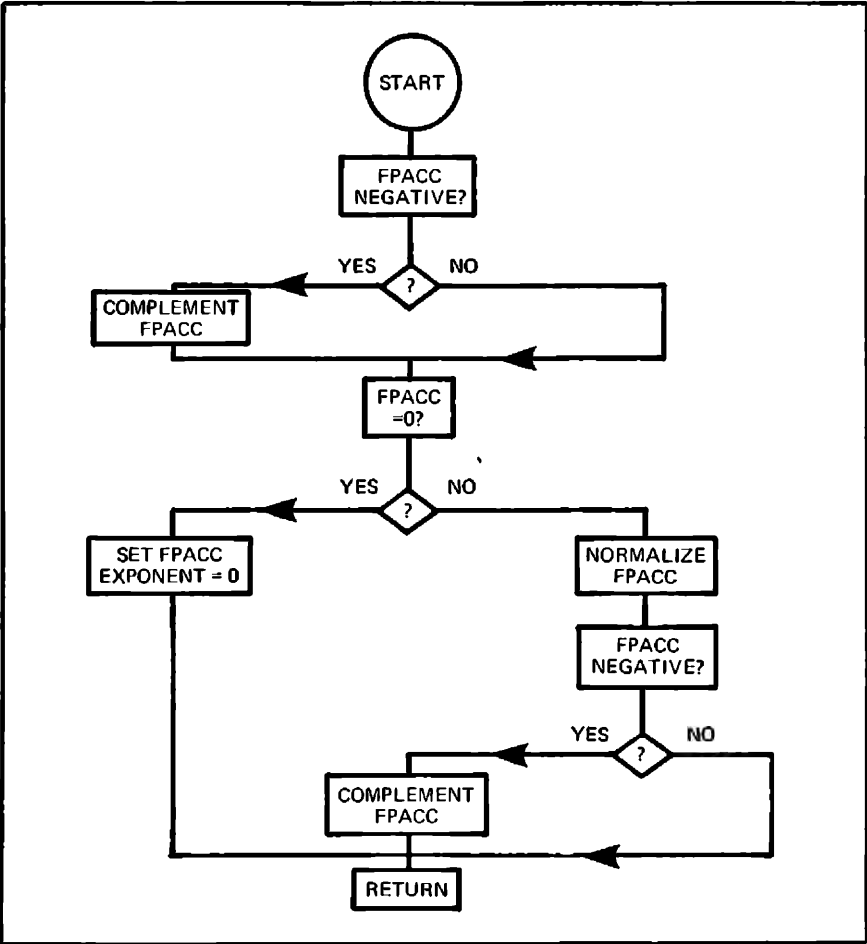 START
FPACC
NEGATIVE?
YES
NO
?
COMPLEMENT
FPACC
FPACC
=0?
YES
NO
?
SET FPACC
EXPONENT = 0
NORMALIZE
FPACC
FPACC
NEGATIVE?
YES
NO
?
COMPLEMENT
FPACC
RETURN